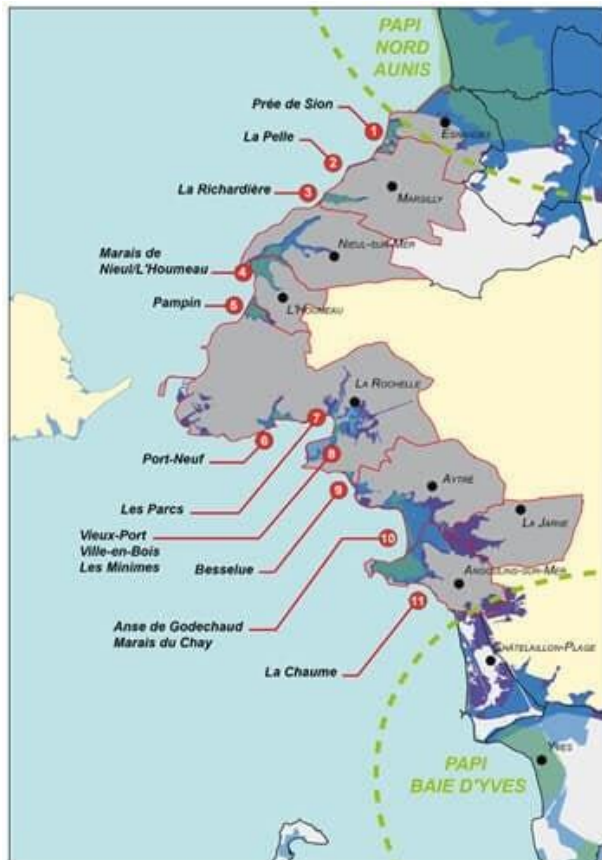 PAPI
NORD
AUNIS
Prée de Sion
1
Esnandes
La Pelle
2
La Richardière
3
Marsilly
Marais de
Nieul/L'Houmeau
4
Nieul-sur-Mer
Pampin
5
L'Houmeau
La Rochelle
7
6
8
Port-Neuf
9
Aytré
Les Parcs
La Jarne
Vieux-Port
Ville-en-Bois
Les Minimes
10
Besselue
Angoulins-sur-Mer
11
Anse de Godechaud
Marais du Chay
Châtelaillon-Plage
La Chaume
Yves
PAPI
BAIE D'YVES